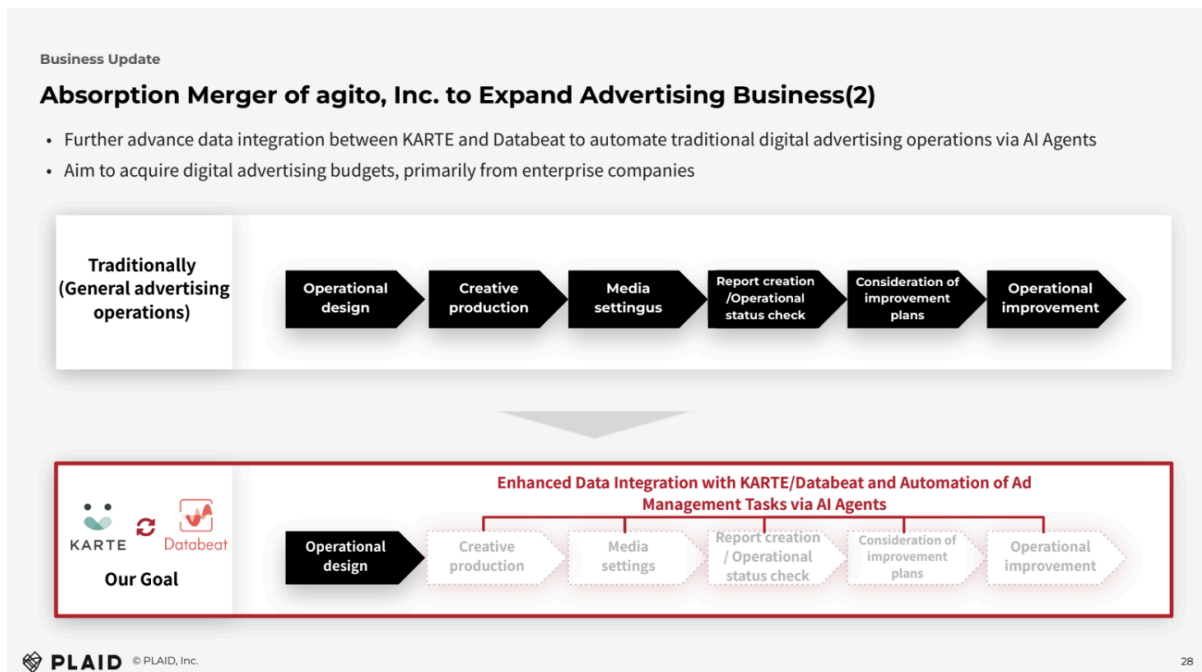 Business Update
Absorption Merger of agito, Inc. to Expand Advertising Business(2)
• Further advance data integration between KARTE and Databeat to automate traditional digital advertising operations via AI Agents
• Aim to acquire digital advertising budgets, primarily from enterprise companies
Traditionally
(General advertising
operations)
Operational
design
Creative
production
Media
settingus
Report creation
/Operational
status check
Consideration of
improvement
plans
Operational
improvement
KARTE
Databeat
Our Goal
Enhanced Data Integration with KARTE/Databeat and Automation of Ad
Management Tasks via AI Agents
Operational
design
Creative
production
Media
settings
Report creation
/ Operational
status check
Consideration of
improvement
plans
Operational
improvement
PLAID © PLAID, Inc.
28